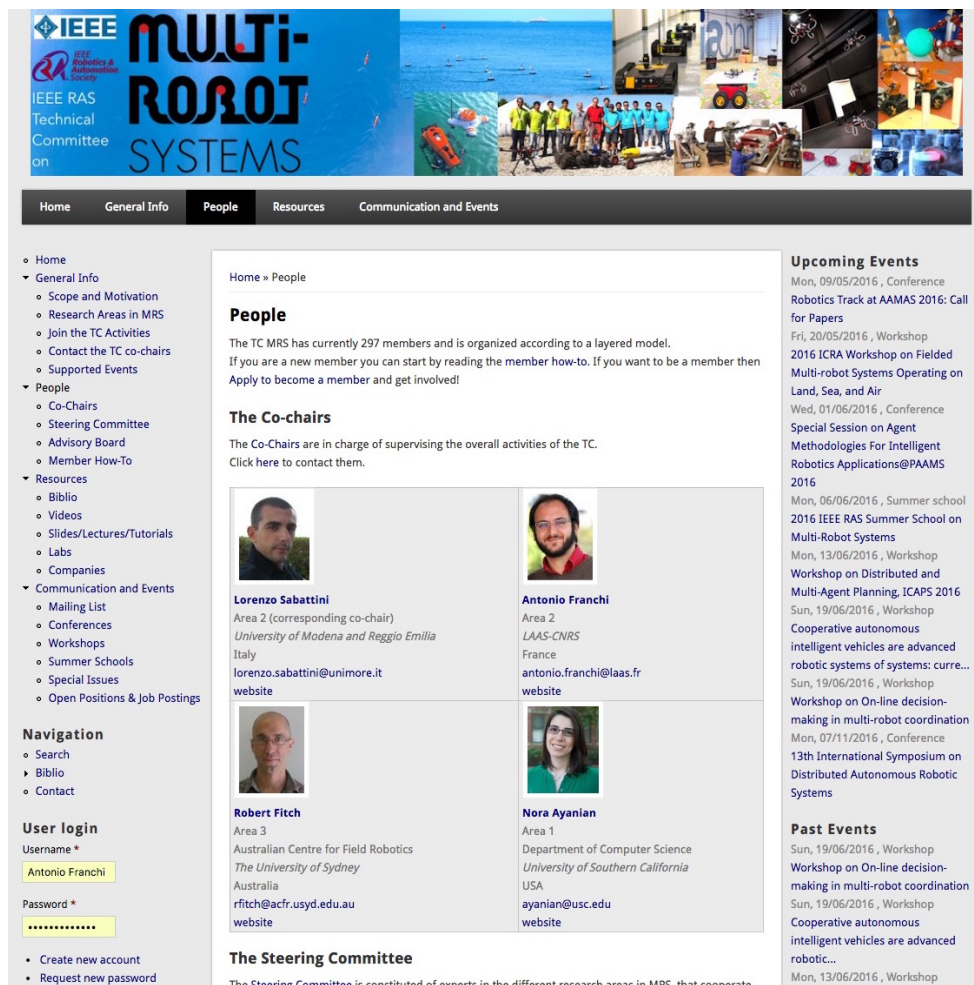 IEEE
IEEE
Robotics & Automation
Society
IEEE RAS
Technical
Committee
on
MULTi-
ROBOT
SYSTEMS
Home
General Info
People
Resources
Communication and Events
Home
General Info
Scope and Motivation
Research Areas in MRS
Join the TC Activities
Contact the TC co-chairs
Supported Events
People
Co-Chairs
Steering Committee
Advisory Board
Member How-To
Resources
Biblio
Videos
Slides/Lectures/Tutorials
Labs
Companies
Communication and Events
Mailing List
Conferences
Workshops
Summer Schools
Special Issues
Open Positions & Job Postings
Navigation
Search
Biblio
Contact
User login
Username *
Antonio Franchi
Password *
•••••••••••••
Create new account
Request new password
Home » People
People
The TC MRS has currently 297 members and is organized according to a layered model.
If you are a new member you can start by reading the member how-to. If you want to be a member then
Apply to become a member and get involved!
The Co-chairs
The Co-Chairs are in charge of supervising the overall activities of the TC.
Click here to contact them.
Lorenzo Sabattini
Area 2 (corresponding co-chair)
University of Modena and Reggio Emilia
Italy
lorenzo.sabattini@unimore.it
website
Antonio Franchi
Area 2
LAAS-CNRS
France
antonio.franchi@laas.fr
website
Robert Fitch
Area 3
Australian Centre for Field Robotics
The University of Sydney
Australia
rfitch@acfr.usyd.edu.au
website
Nora Ayanian
Area 1
Department of Computer Science
University of Southern California
USA
ayanian@usc.edu
website
The Steering Committee
The Steering Committee is constituted of experts in the different research areas in MRS, that cooperate
Upcoming Events
Mon, 09/05/2016 , Conference
Robotics Track at AAMAS 2016: Call
for Papers
Fri, 20/05/2016 , Workshop
2016 ICRA Workshop on Fielded
Multi-robot Systems Operating on
Land, Sea, and Air
Wed, 01/06/2016 , Conference
Special Session on Agent
Methodologies For Intelligent
Robotics Applications@PAAMS
2016
Mon, 06/06/2016 , Summer school
2016 IEEE RAS Summer School on
Multi-Robot Systems
Mon, 13/06/2016 , Workshop
Workshop on Distributed and
Multi-Agent Planning, ICAPS 2016
Sun, 19/06/2016 , Workshop
Cooperative autonomous
intelligent vehicles are advanced
robotic systems of systems: curre...
Sun, 19/06/2016 , Workshop
Workshop on On-line decision-
making in multi-robot coordination
Mon, 07/11/2016 , Conference
13th International Symposium on
Distributed Autonomous Robotic
Systems
Past Events
Sun, 19/06/2016 , Workshop
Workshop on On-line decision-
making in multi-robot coordination
Sun, 19/06/2016 , Workshop
Cooperative autonomous
intelligent vehicles are advanced
robotic...
Mon, 13/06/2016 , Workshop